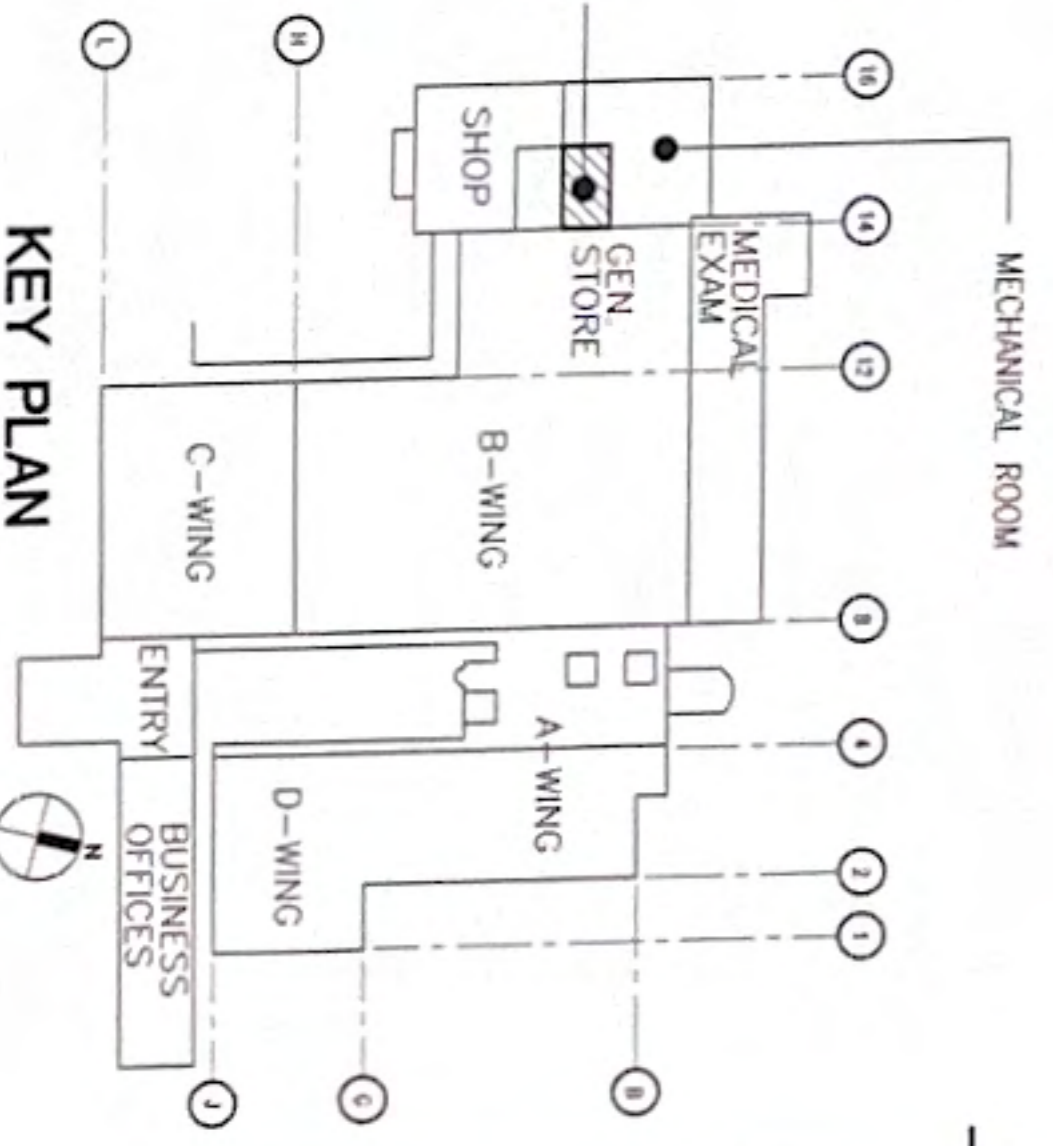 MECHANICAL ROOM
16
14
12
8
4
2
1
MEDICAL
EXAM
GEN.
STORE
B
A-WING
SHOP
B-WING
G
D-WING
H
C-WING
J
ENTRY
BUSINESS
OFFICES
L
N
KEY PLAN